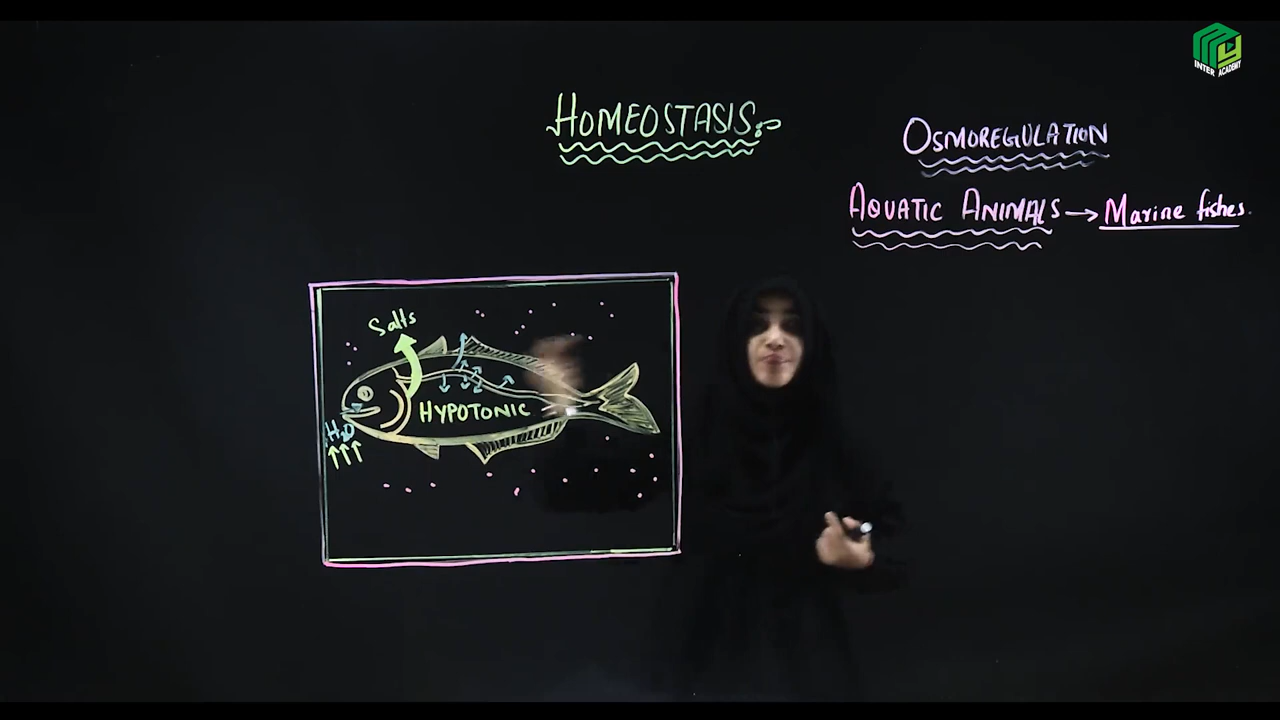 INTER ACADEMY
HOMEOSTASIS:-
OSMOREGULATION
AQUATIC ANIMALS → Marine fishes.
Salts
HYPOTONIC
H2O